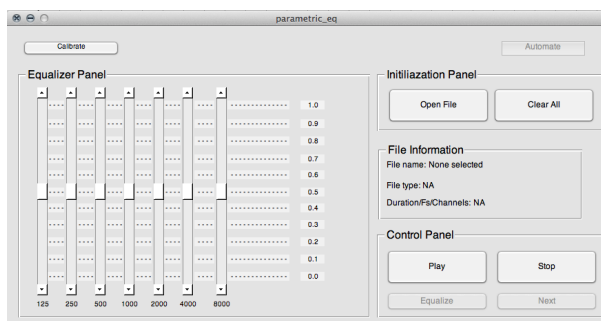 parametric_eq
Calibrate
Automate
Equalizer Panel
1.0
0.9
0.8
0.7
0.6
0.5
0.4
0.3
0.2
0.1
0.0
125 250 500 1000 2000 4000 8000
Initiliazation Panel
Open File Clear All
File Information
File name: None selected
File type: NA
Duration/Fs/Channels: NA
Control Panel
Play Stop
Equalize Next